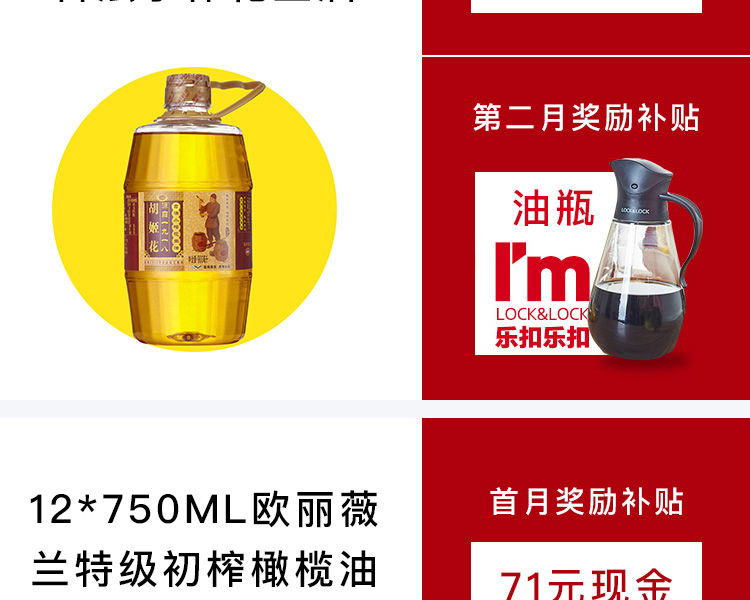 第二月奖励补贴
油瓶
LOCK&LOCK
I'm
LOCK&LOCK
乐扣乐扣
胡姬花
12*750ML欧丽薇
兰特级初榨橄榄油
首月奖励补贴
71元现金